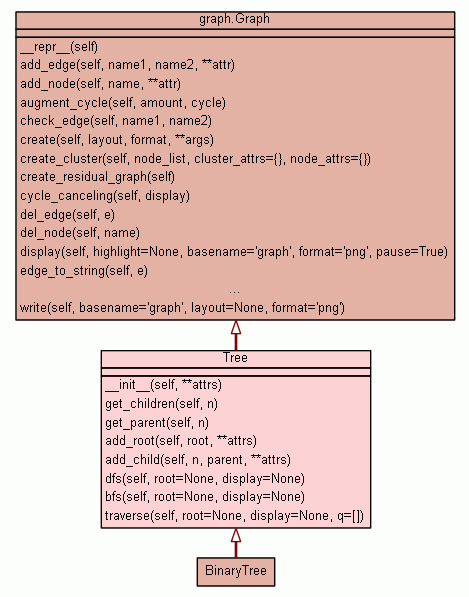 graph.Graph
__repr__(self)
add_edge(self, name1, name2, **attr)
add_node(self, name, **attr)
augment_cycle(self, amount, cycle)
check_edge(self, name1, name2)
create(self, layout, format, **args)
create_cluster(self, node_list, cluster_attrs={}, node_attrs={})
create_residual_graph(self)
cycle_canceling(self, display)
del_edge(self, e)
del_node(self, name)
display(self, highlight=None, basename='graph', format='png', pause=True)
edge_to_string(self, e)
...
write(self, basename='graph', layout=None, format='png')
Tree
__init__(self, **attrs)
get_children(self, n)
get_parent(self, n)
add_root(self, root, **attrs)
add_child(self, n, parent, **attrs)
dfs(self, root=None, display=None)
bfs(self, root=None, display=None)
traverse(self, root=None, display=None, q=[])
BinaryTree